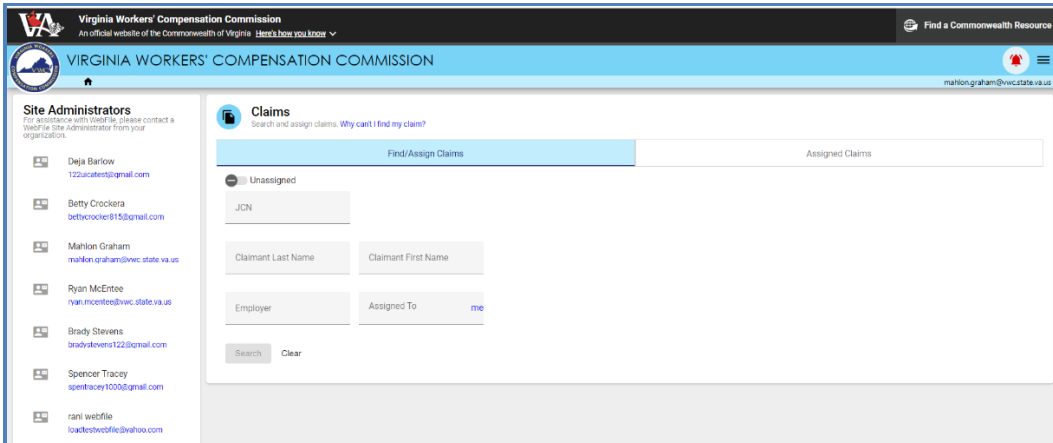 VA
Virginia Workers' Compensation Commission
An official website of the Commonwealth of Virginia Here's how you know
Find a Commonwealth Resource
VIRGINIA WORKERS' COMPENSATION COMMISSION
mahlon.graham@vwc.state.va.us
Site Administrators
For assistance with WebFile, please contact a
WebFile Site Administrator from your
organization.
Deja Barlow
122uicatest@gmail.com
Betty Crockera
bettycrocker815@gmail.com
Mahlon Graham
mahlon.graham@vwc.state.va.us
Ryan McEntee
ryan.mcentee@vwc.state.va.us
Brady Stevens
bradystevens122@gmail.com
Spencer Tracey
spentracey1000@gmail.com
rani webfile
loadtestwebfile@yahoo.com
Claims
Search and assign claims. Why can't I find my claim?
Find/Assign Claims
Assigned Claims
Unassigned
JCN
Claimant Last Name
Claimant First Name
Employer
Assigned To me
Search Clear